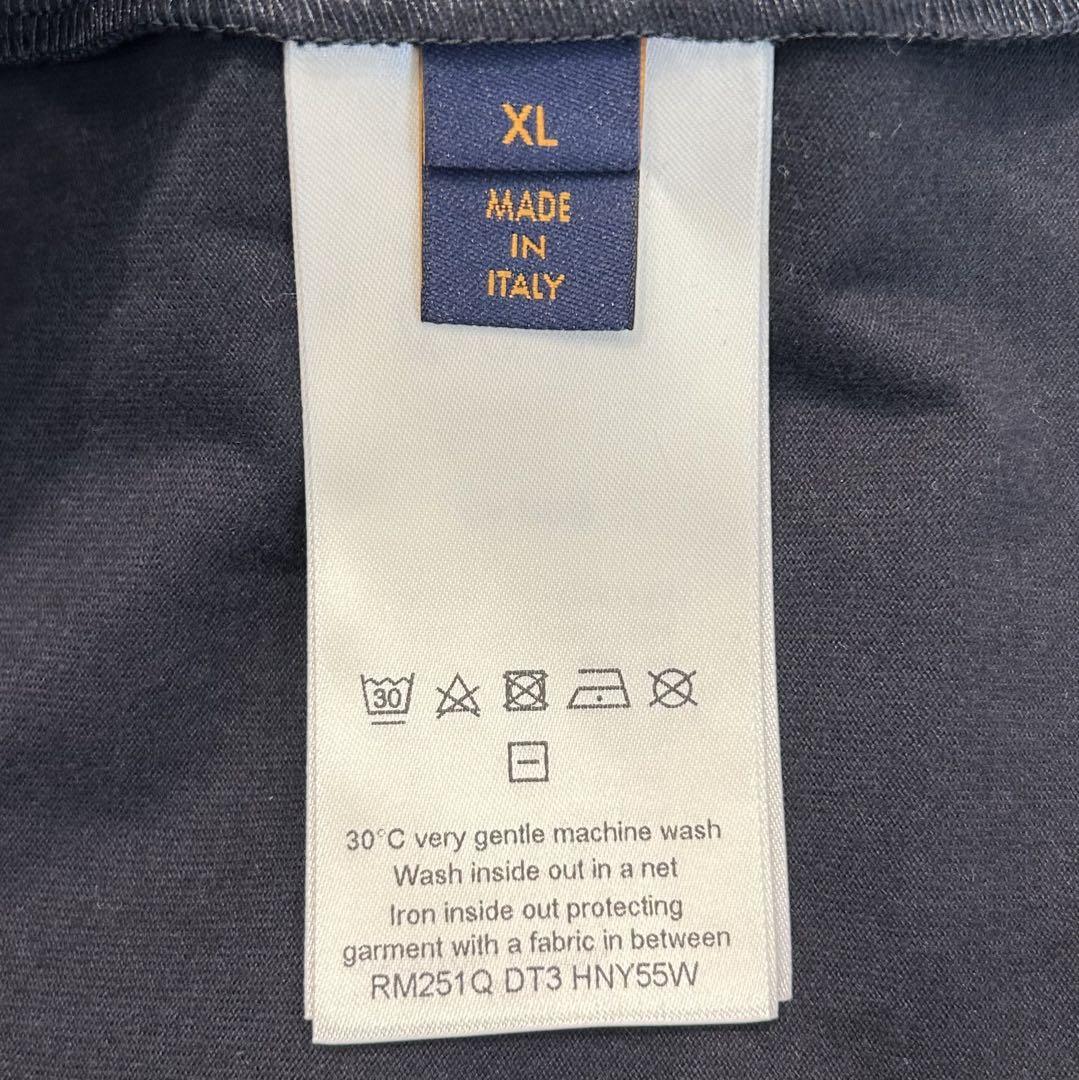 XL
MADE
IN
ITALY
30
30°C very gentle machine wash
Wash inside out in a net
Iron inside out protecting
garment with a fabric in between
RM251Q DT3 HNY55W